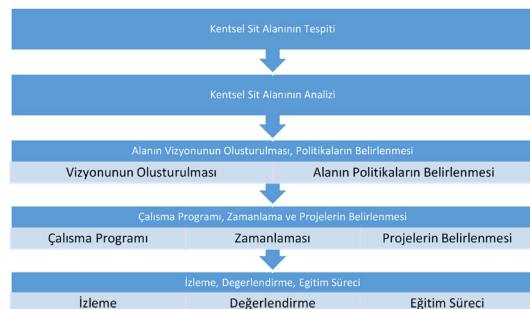 Kentsel Sit Alanının Tespiti
Kentsel Sit Alanının Analizi
Alanın Vizyonunun Olusturulması, Politikaların Belirlenmesi
Vizyonunun Olusturulması
Alanın Politikaların Belirlenmesi
Çalısma Programı, Zamanlama ve Projelerin Belirlenmesi
Çalısma Programı
Zamanlaması
Projelerin Belirlenmesi
İzleme, Degerlendirme, Egitim Süreci
İzleme
Değerlendirme
Eğitim Süreci